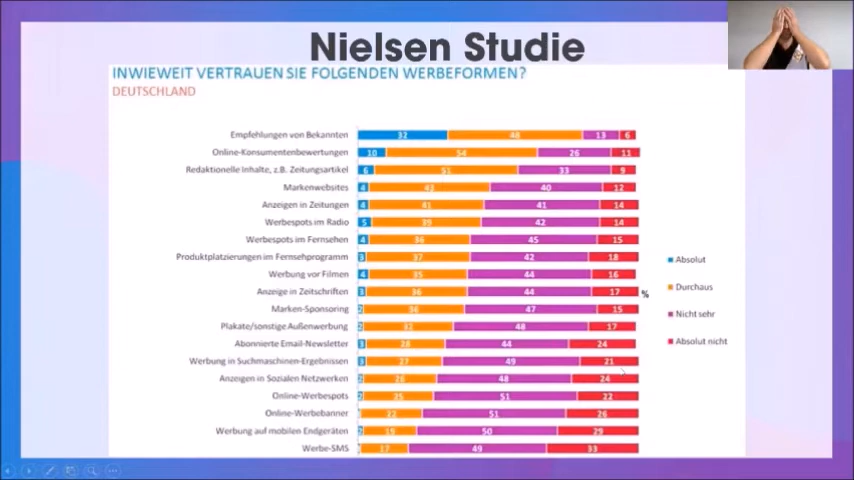 Nielsen Studie
INWIEWEIT VERTRAUEN SIE FOLGENDEN WERBEFORMEN?
DEUTSCHLAND
Empfehlungen von Bekannten 32 48 13 6
Online-Konsumentenbewertungen 10 54 26 11
Redaktionelle Inhalte, z.B. Zeitungsartikel 6 51 33 9
Markenwebsites 4 43 40 12
Anzeigen in Zeitungen 4 41 41 14
Werbespots im Radio 5 39 42 14
Werbespots im Fernsehen 4 36 45 15
Produktplatzierungen im Fernsehprogramm 3 37 42 18
Werbung vor Filmen 4 35 44 16
Anzeige in Zeitschriften 3 36 44 17
Marken-Sponsoring 2 36 47 15
Plakate/sonstige Außenwerbung 2 32 48 17
Abonnierte Email-Newsletter 3 28 44 24
Werbung in Suchmaschinen-Ergebnissen 3 27 49 21
Anzeigen in Sozialen Netzwerken 2 26 48 24
Online-Werbespots 2 25 51 22
Online-Werbebanner 22 51 26
Werbung auf mobilen Endgeräten 2 19 50 29
Werbe-SMS 17 49 33
%
Absolut
Durchaus
Nicht sehr
Absolut nicht